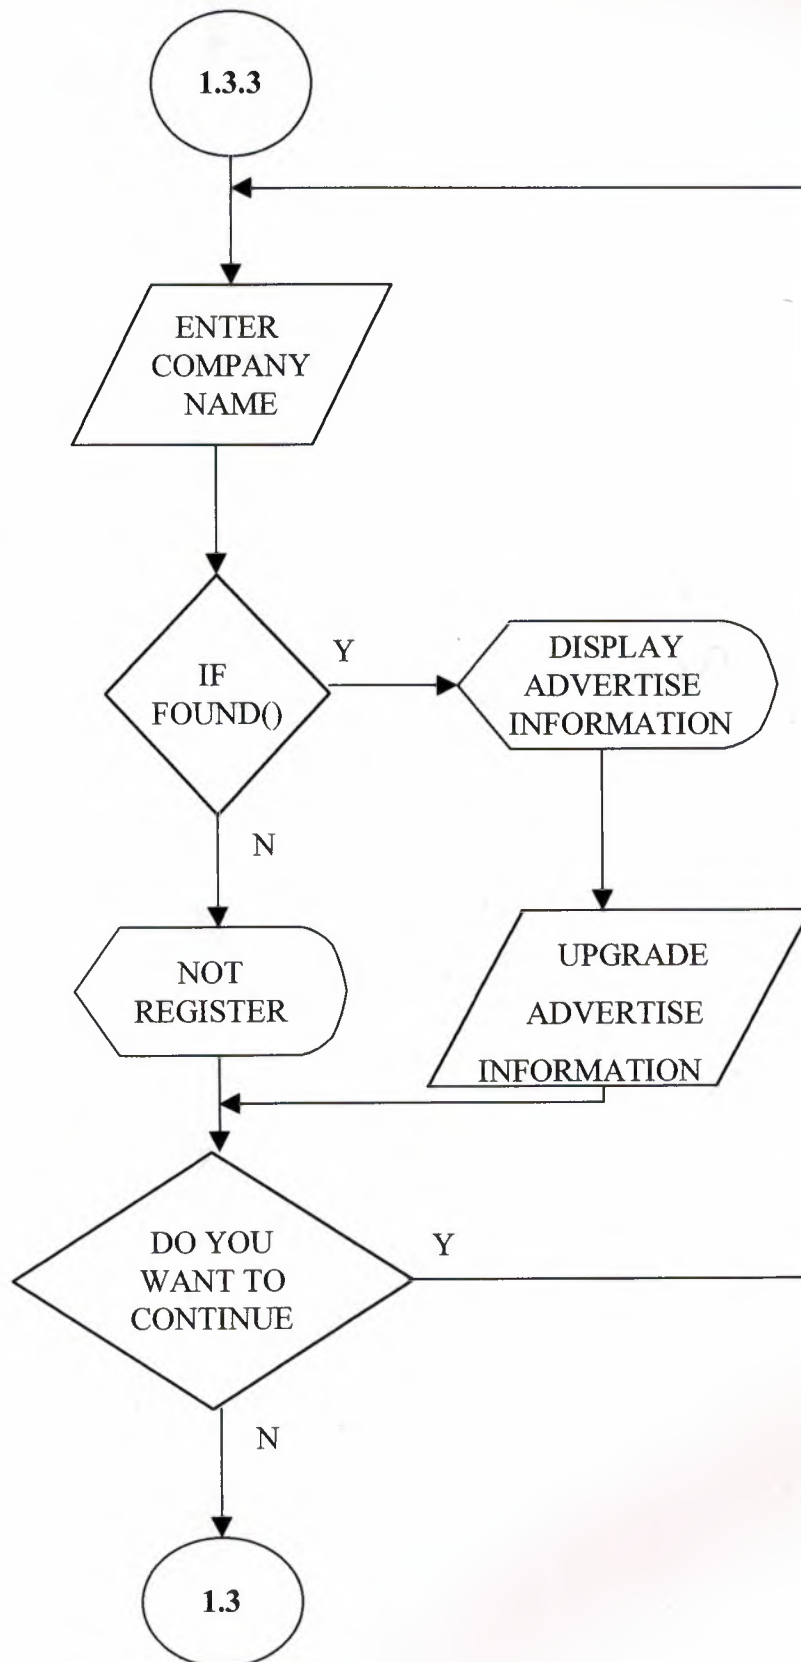 1.3.3
ENTER
COMPANY
NAME
IF
FOUND()
Y
DISPLAY
ADVERTISE
INFORMATION
N
NOT
REGISTER
UPGRADE
ADVERTISE
INFORMATION
DO YOU
WANT TO
CONTINUE
Y
N
1.3